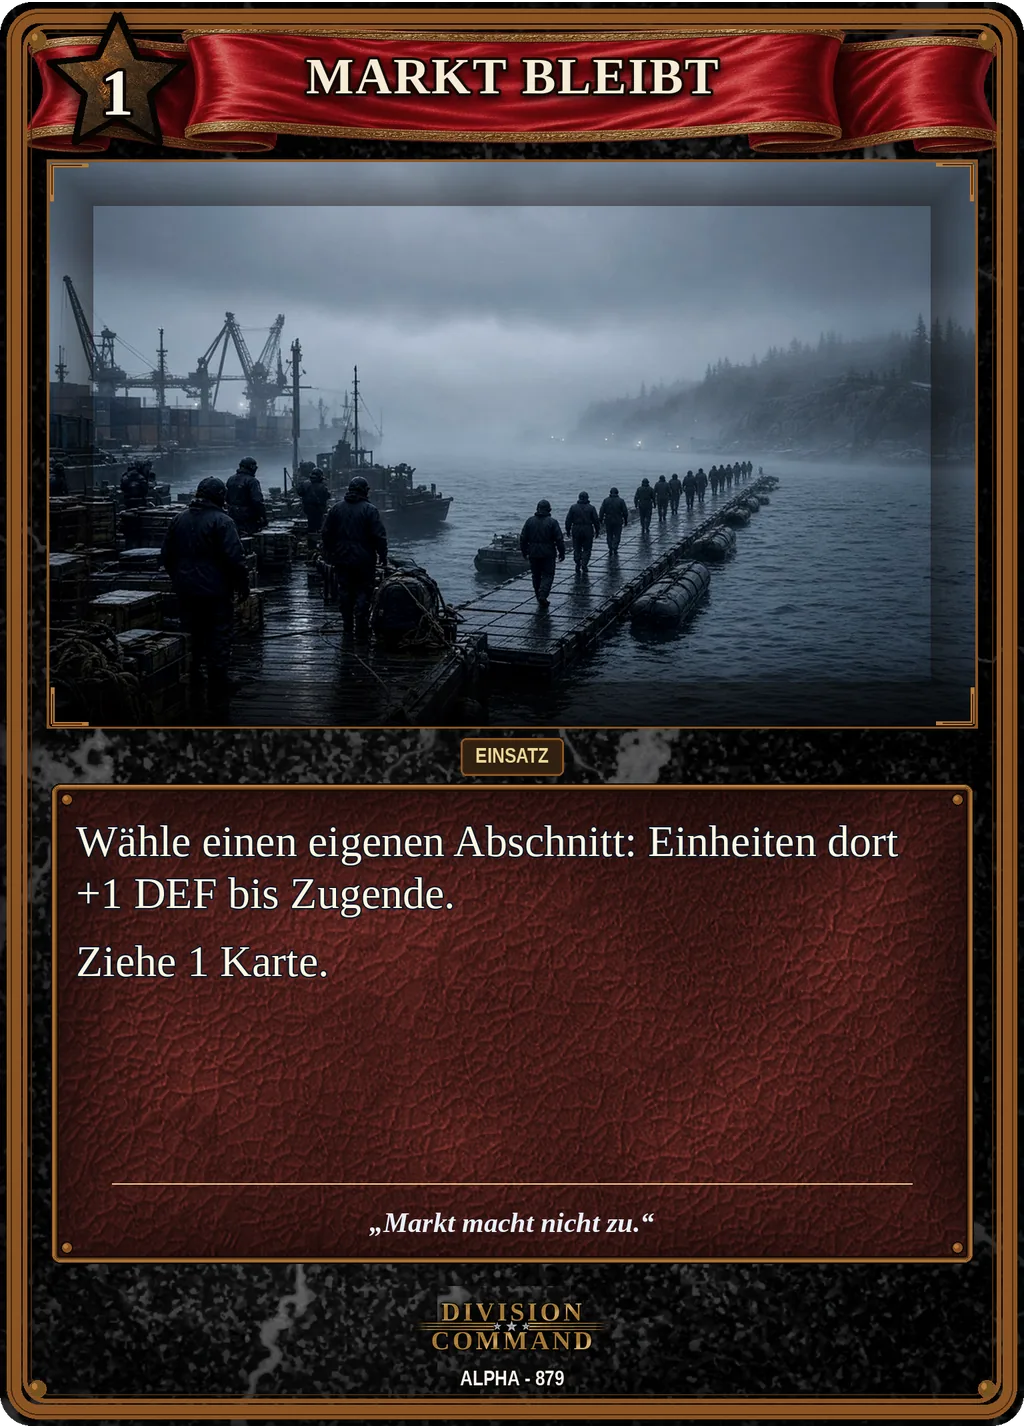 1
MARKT BLEIBT
EINSATZ
Wähle einen eigenen Abschnitt: Einheiten dort
+1 DEF bis Zugende.
Ziehe 1 Karte.
„Markt macht nicht zu.“
DIVISION
COMMAND
ALPHA - 879